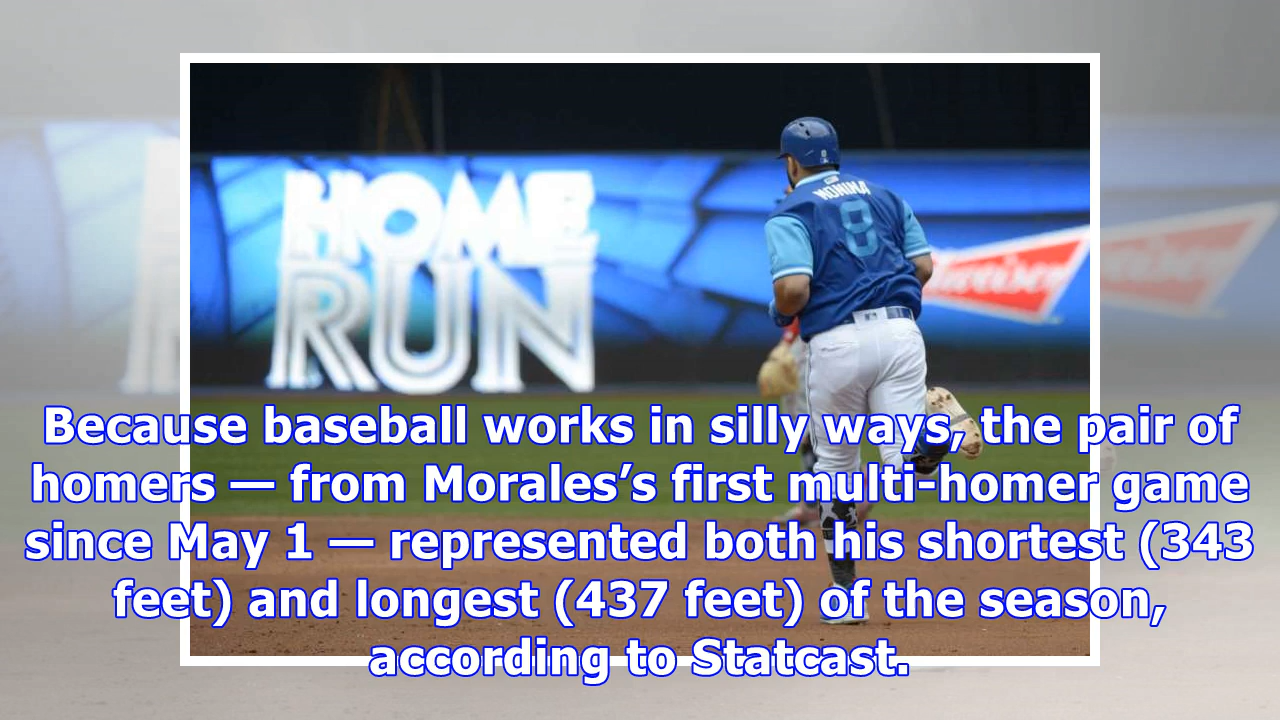 HOME
RUN
8
Budweiser
Because baseball works in silly ways, the pair of
homers — from Morales’s first multi-homer game
since May 1 — represented both his shortest (343
feet) and longest (437 feet) of the season,
according to Statcast.